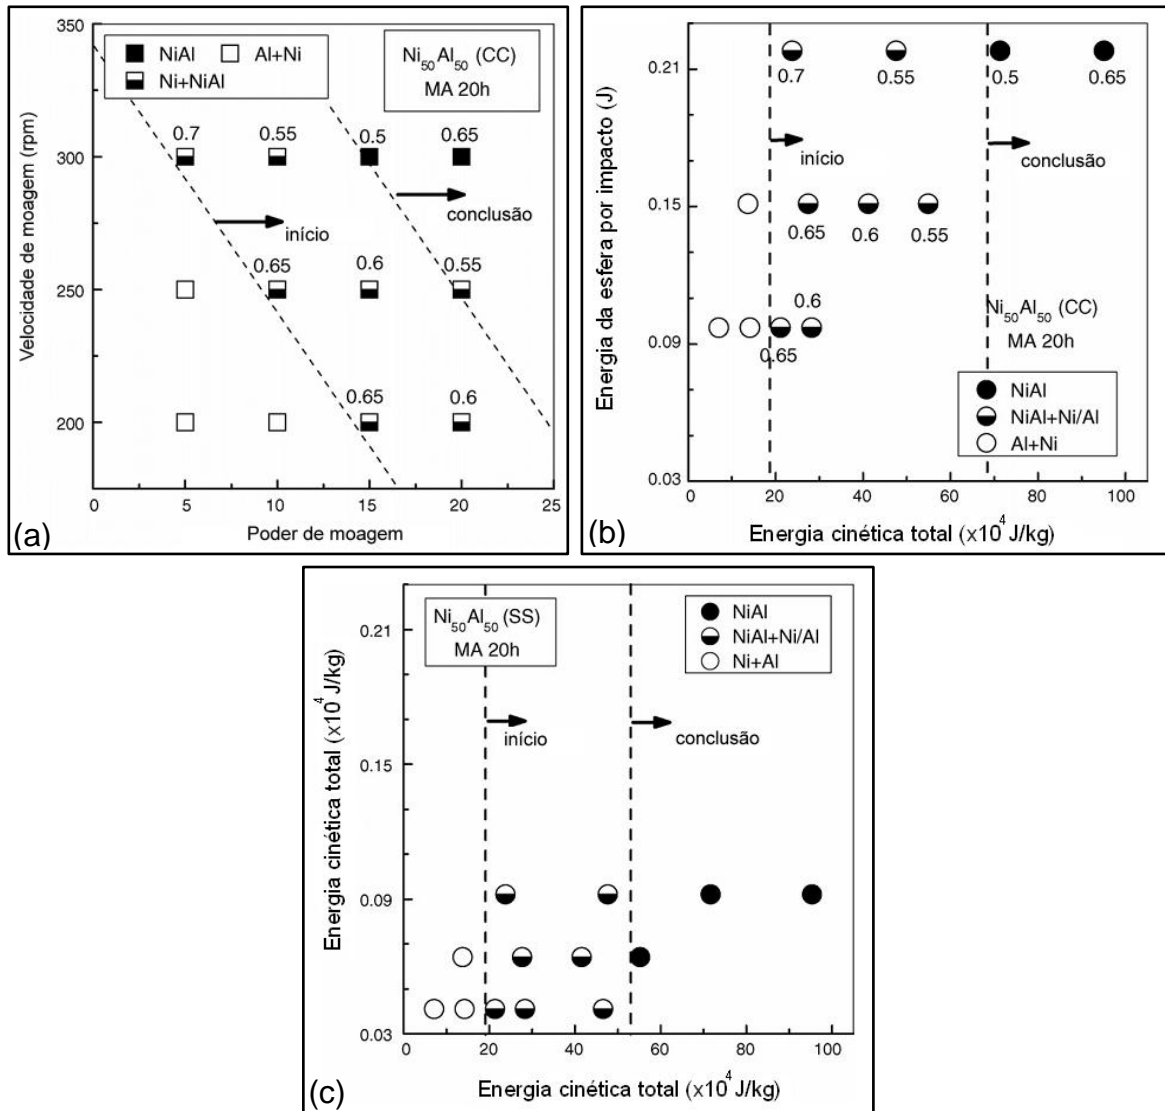 350
300
250
200
Velocidade de moagem (rpm)
NiAl
Al+Ni
Ni+NiAl
Ni50Al50 (CC)
MA 20h
0.7
0.55
0.5
0.65
conclusão
início
0.65
0.6
0.55
0.65
0.6
0
5
10
15
20
25
Poder de moagem
(a)
0.21
0.15
0.09
0.03
Energia da esfera por impacto (J)
0.7
0.55
0.5
0.65
início
conclusão
0.65
0.6
0.55
0.6
0.65
Ni50Al50 (CC)
MA 20h
NiAl
NiAl+Ni/Al
Al+Ni
0
20
40
60
80
100
Energia cinética total (x10^4 J/kg)
(b)
0.21
0.15
0.09
0.03
Energia cinética total (x10^4 J/kg)
Ni50Al50 (SS)
MA 20h
NiAl
NiAl+Ni/Al
Ni+Al
início
conclusão
0
20
40
60
80
100
Energia cinética total (x10^4 J/kg)
(c)